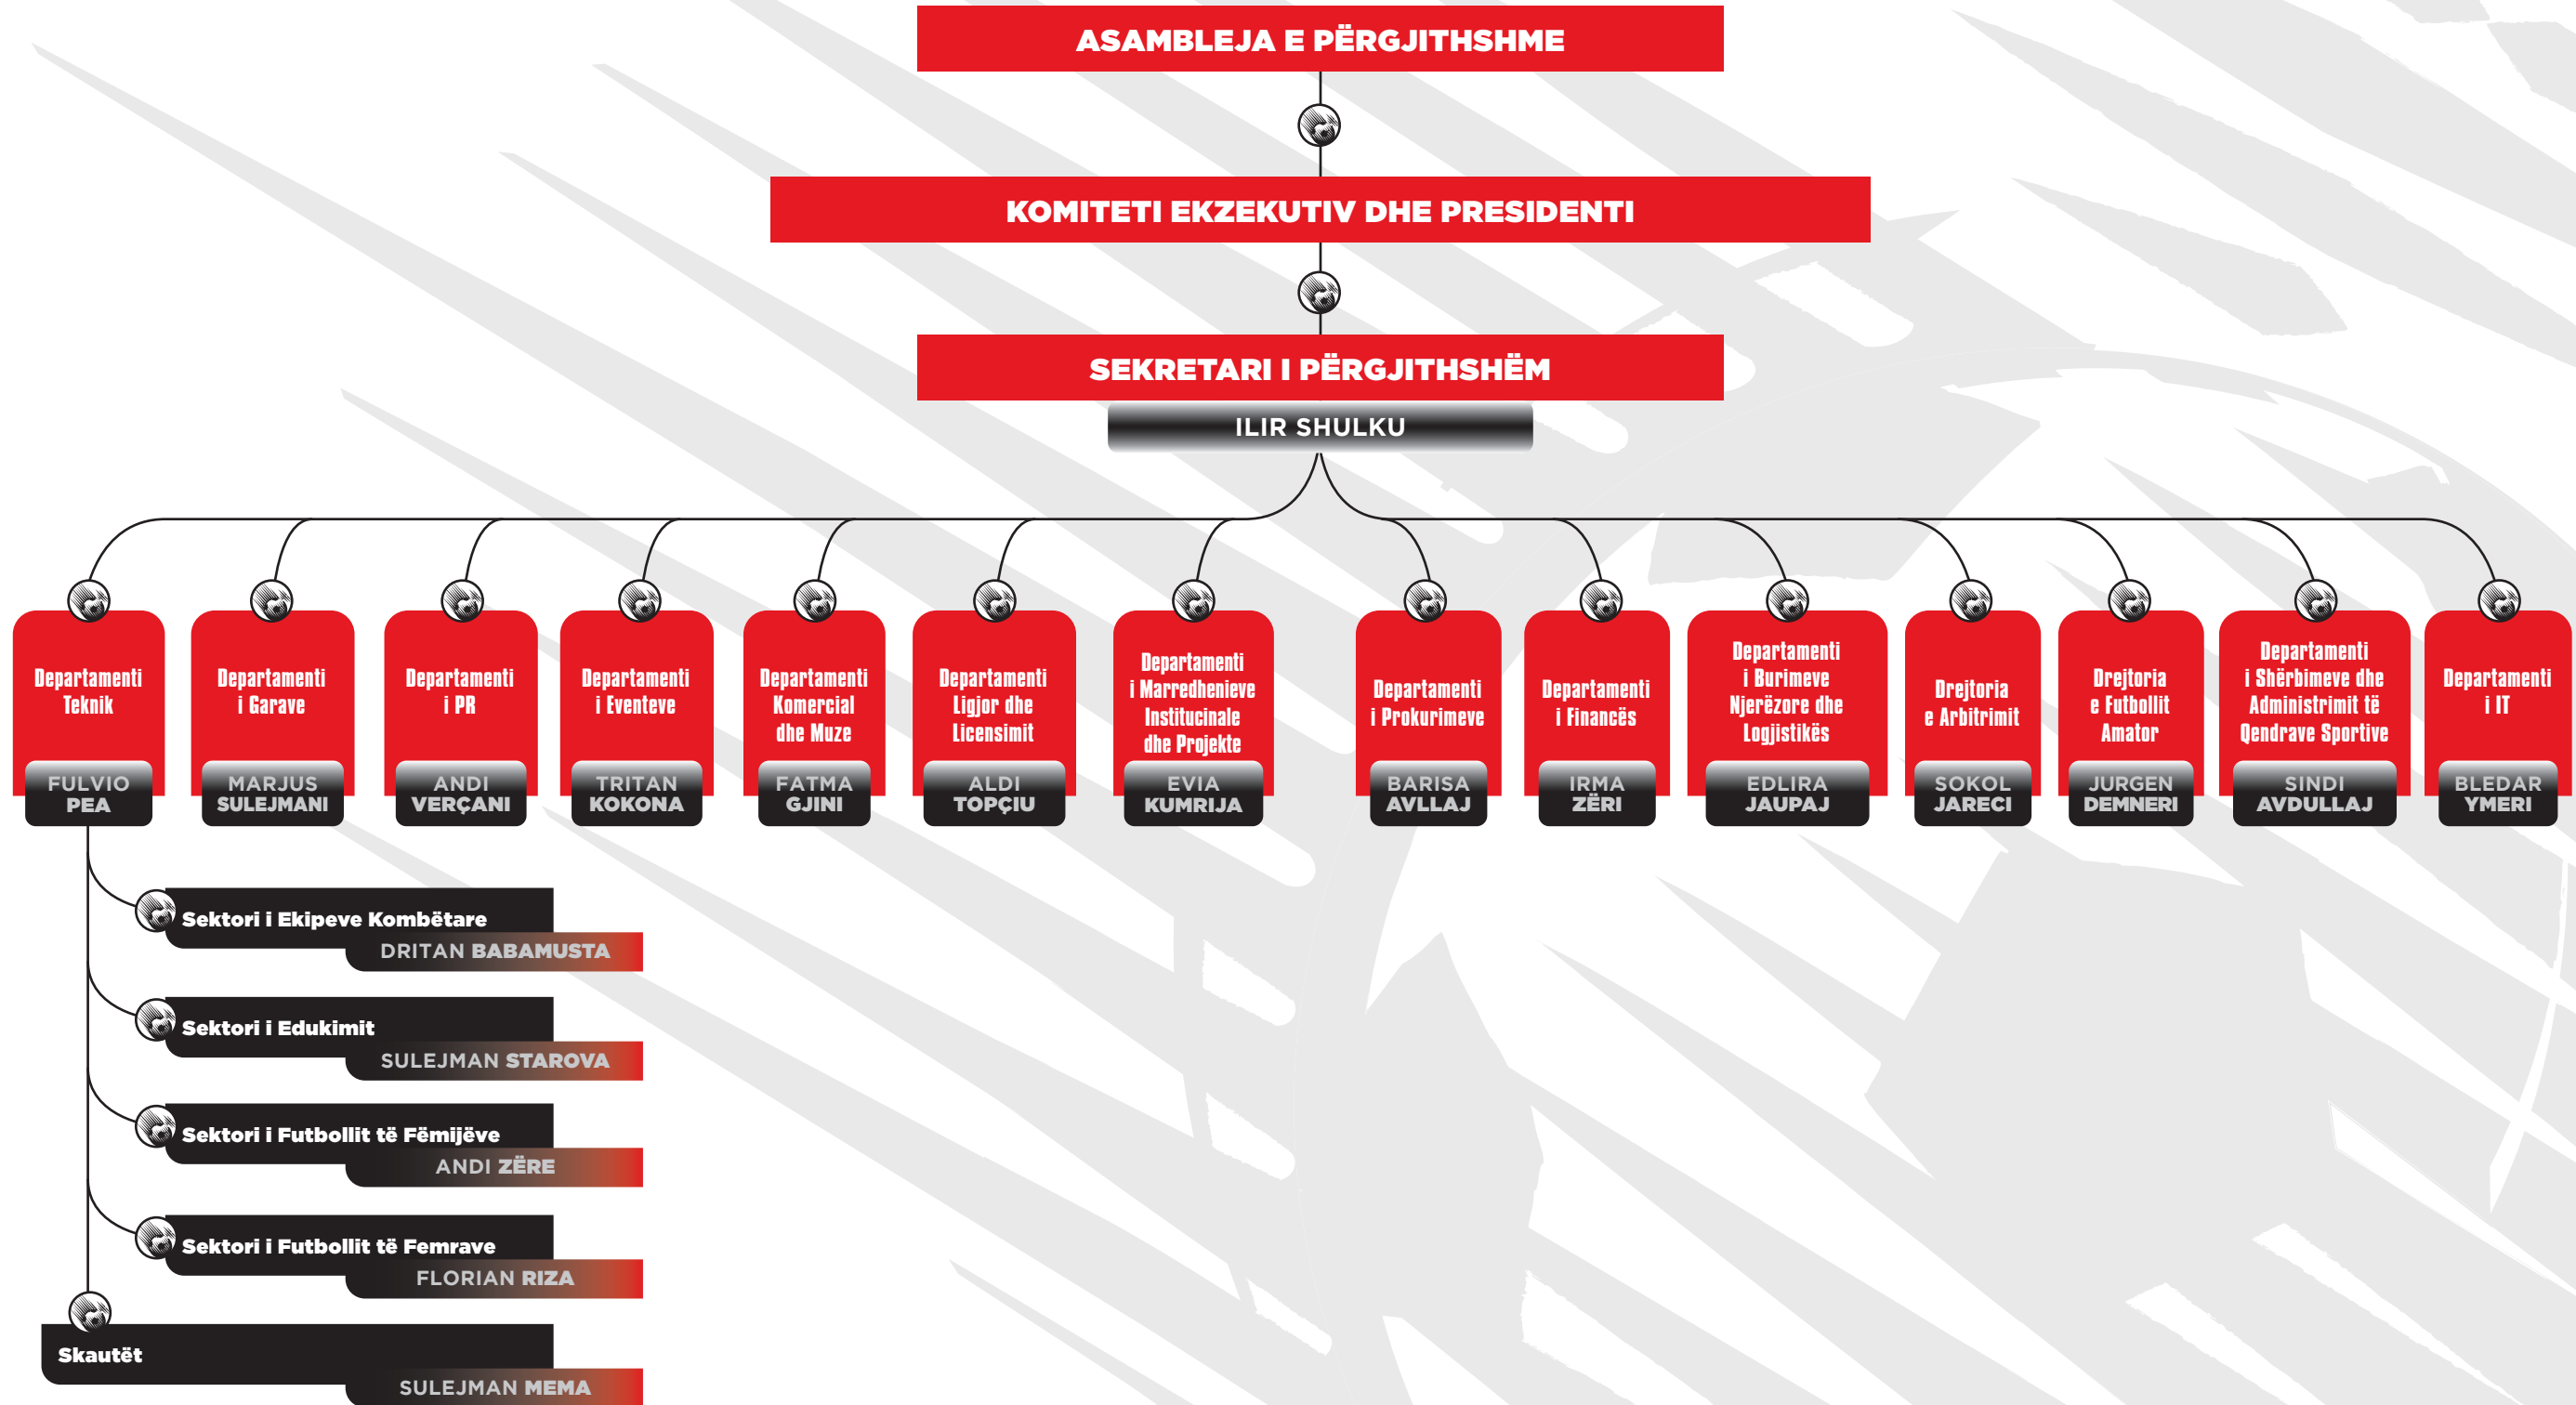 ASAMBLEJA E PËRGJITHSHME
KOMITETI EKZEKUTIV DHE PRESIDENTI
SEKRETARI I PËRGJITHSHËM
ILIR SHULKU
Departamenti
Teknik
FULVIO
PEA
Departamenti
i Garave
MARJUS
SULEJMANI
Departamenti
i PR
ANDI
VERÇANI
Departamenti
i Eventeve
TRITAN
KOKONA
Departamenti
Komercial
dhe Muze
FATMA
GJINI
Departamenti
Ligjor dhe
Licensimit
ALDI
TOPÇIU
Departamenti
i Marredhenieve
Institucinale
dhe Projekte
EVIA
KUMRIJA
Departamenti
i Prokurimeve
BARISA
AVLLAJ
Departamenti
i Financës
IRMA
ZËRI
Departamenti
i Burimeve
Njerëzore dhe
Logjistikës
EDLIRA
JAUPAJ
Drejtoria
e Arbitrimit
SOKOL
JARECI
Drejtoria
e Futbollit
Amator
JURGEN
DEMNERI
Departamenti
i Shërbimeve dhe
Administrimit të
Qendrave Sportive
SINDI
AVDULLAJ
Departamenti
i IT
BLEDAR
YMERI
Sektori i Ekipeve Kombëtare
DRITAN BABAMUSTA
Sektori i Edukimit
SULEJMAN STAROVA
Sektori i Futbollit të Fëmijëve
ANDI ZËRE
Sektori i Futbollit të Femrave
FLORIAN RIZA
Skautët
SULEJMAN MEMA